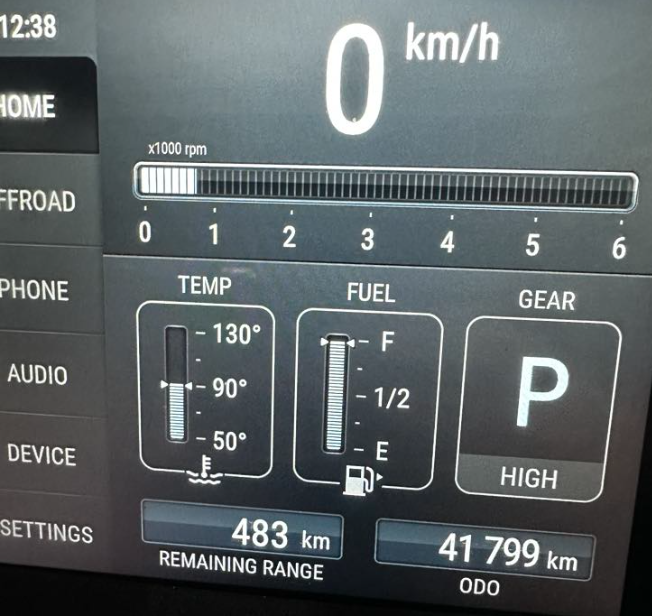 12:38
HOME
OFFROAD
PHONE
AUDIO
DEVICE
SETTINGS
0 km/h
x1000 rpm
0 1 2 3 4 5 6
TEMP
130°
90°
50°
FUEL
F
1/2
E
GEAR
P
HIGH
483 km
REMAINING RANGE
41 799 km
ODO